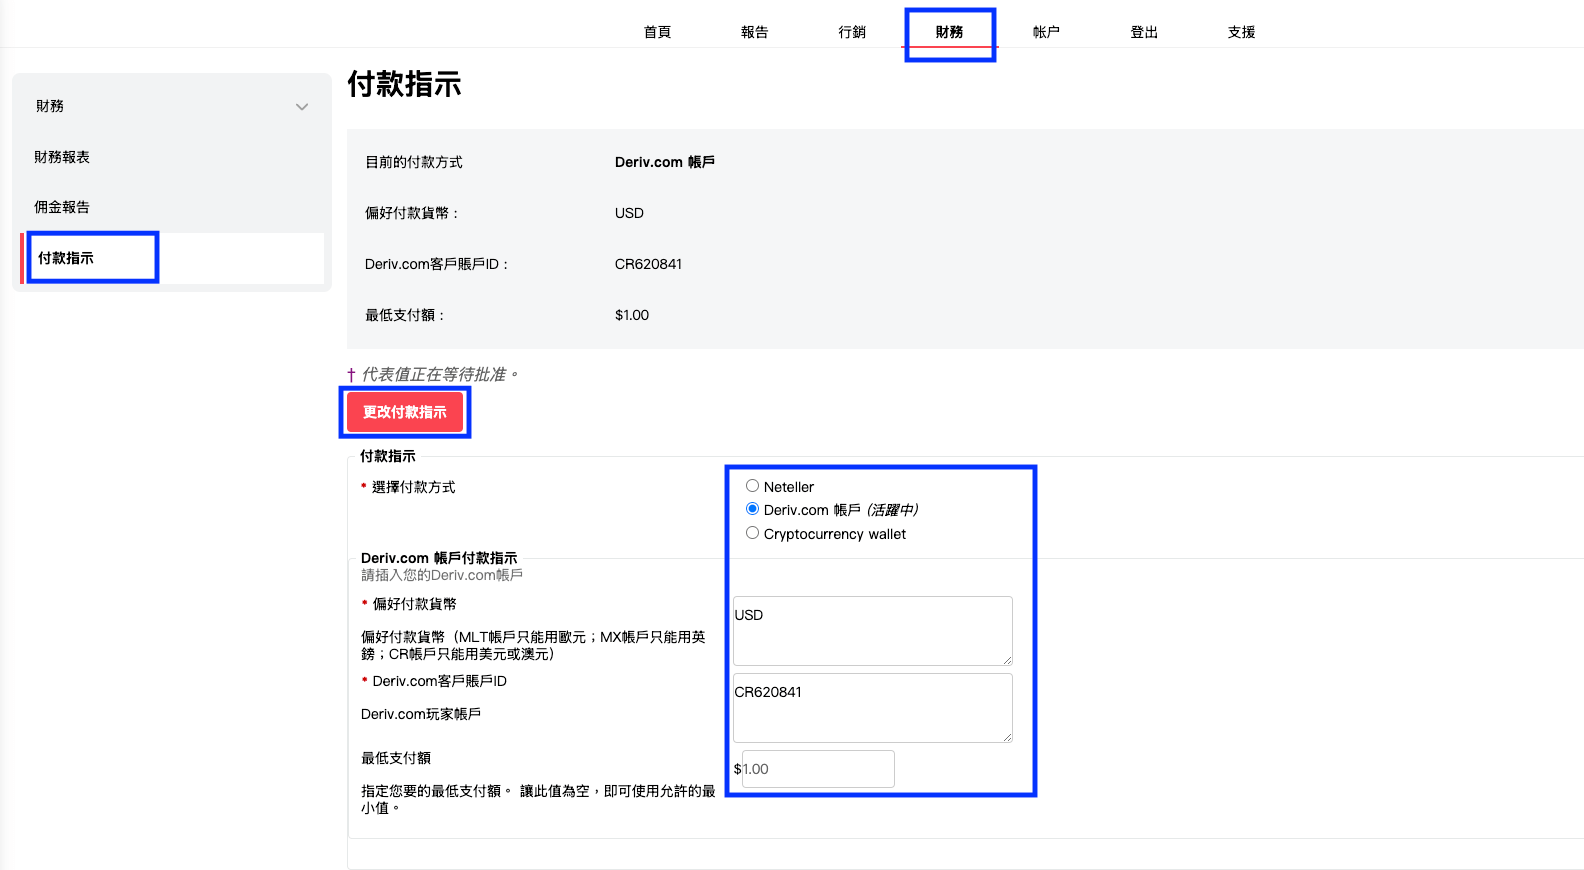 首頁 報告 行銷 財務 帐户 登出 支援
財務
財務報表
佣金報告
付款指示
付款指示
目前的付款方式 Deriv.com 帳戶
偏好付款貨幣： USD
Deriv.com客戶賬戶ID： CR620841
最低支付額： $1.00
† 代表值正在等待批准。
更改付款指示
付款指示
* 選擇付款方式
Neteller
Deriv.com 帳戶 (活躍中)
Cryptocurrency wallet
Deriv.com 帳戶付款指示
請插入您的Deriv.com帳戶
* 偏好付款貨幣
USD
偏好付款貨幣（MLT帳戶只能用歐元；MX帳戶只能用英
鎊；CR帳戶只能用美元或澳元）
* Deriv.com客戶賬戶ID
CR620841
Deriv.com玩家帳戶
最低支付額
$1.00
指定您要的最低支付額。 讓此值為空，即可使用允許的最
小值。